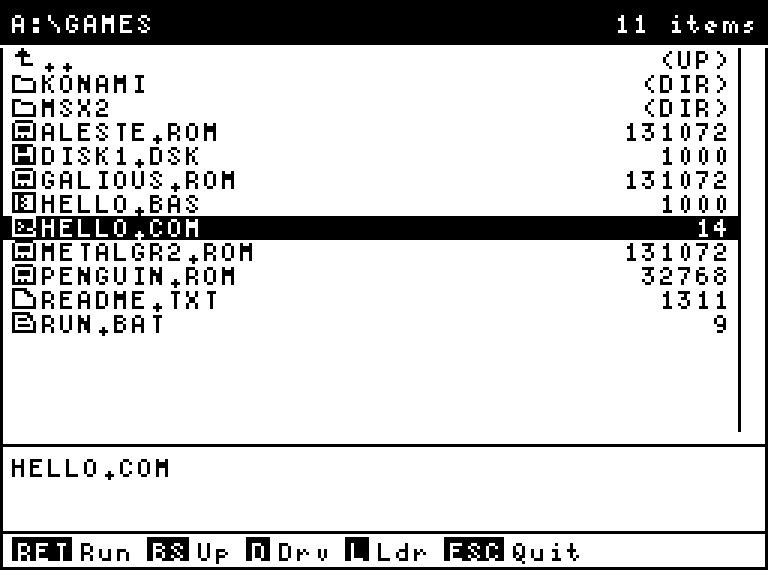 A:\GAMES 11 items
.. <UP>
KONAMI <DIR>
MSX2 <DIR>
ALESTE.ROM 131072
DISK1.DSK 1000
GALIOUS.ROM 131072
HELLO.BAS 1000
HELLO.COM 14
METALGR2.ROM 131072
PENGUIN.ROM 32768
README.TXT 1311
RUN.BAT 9
HELLO.COM
RET Run BS Up D Drv L Ldr ESC Quit